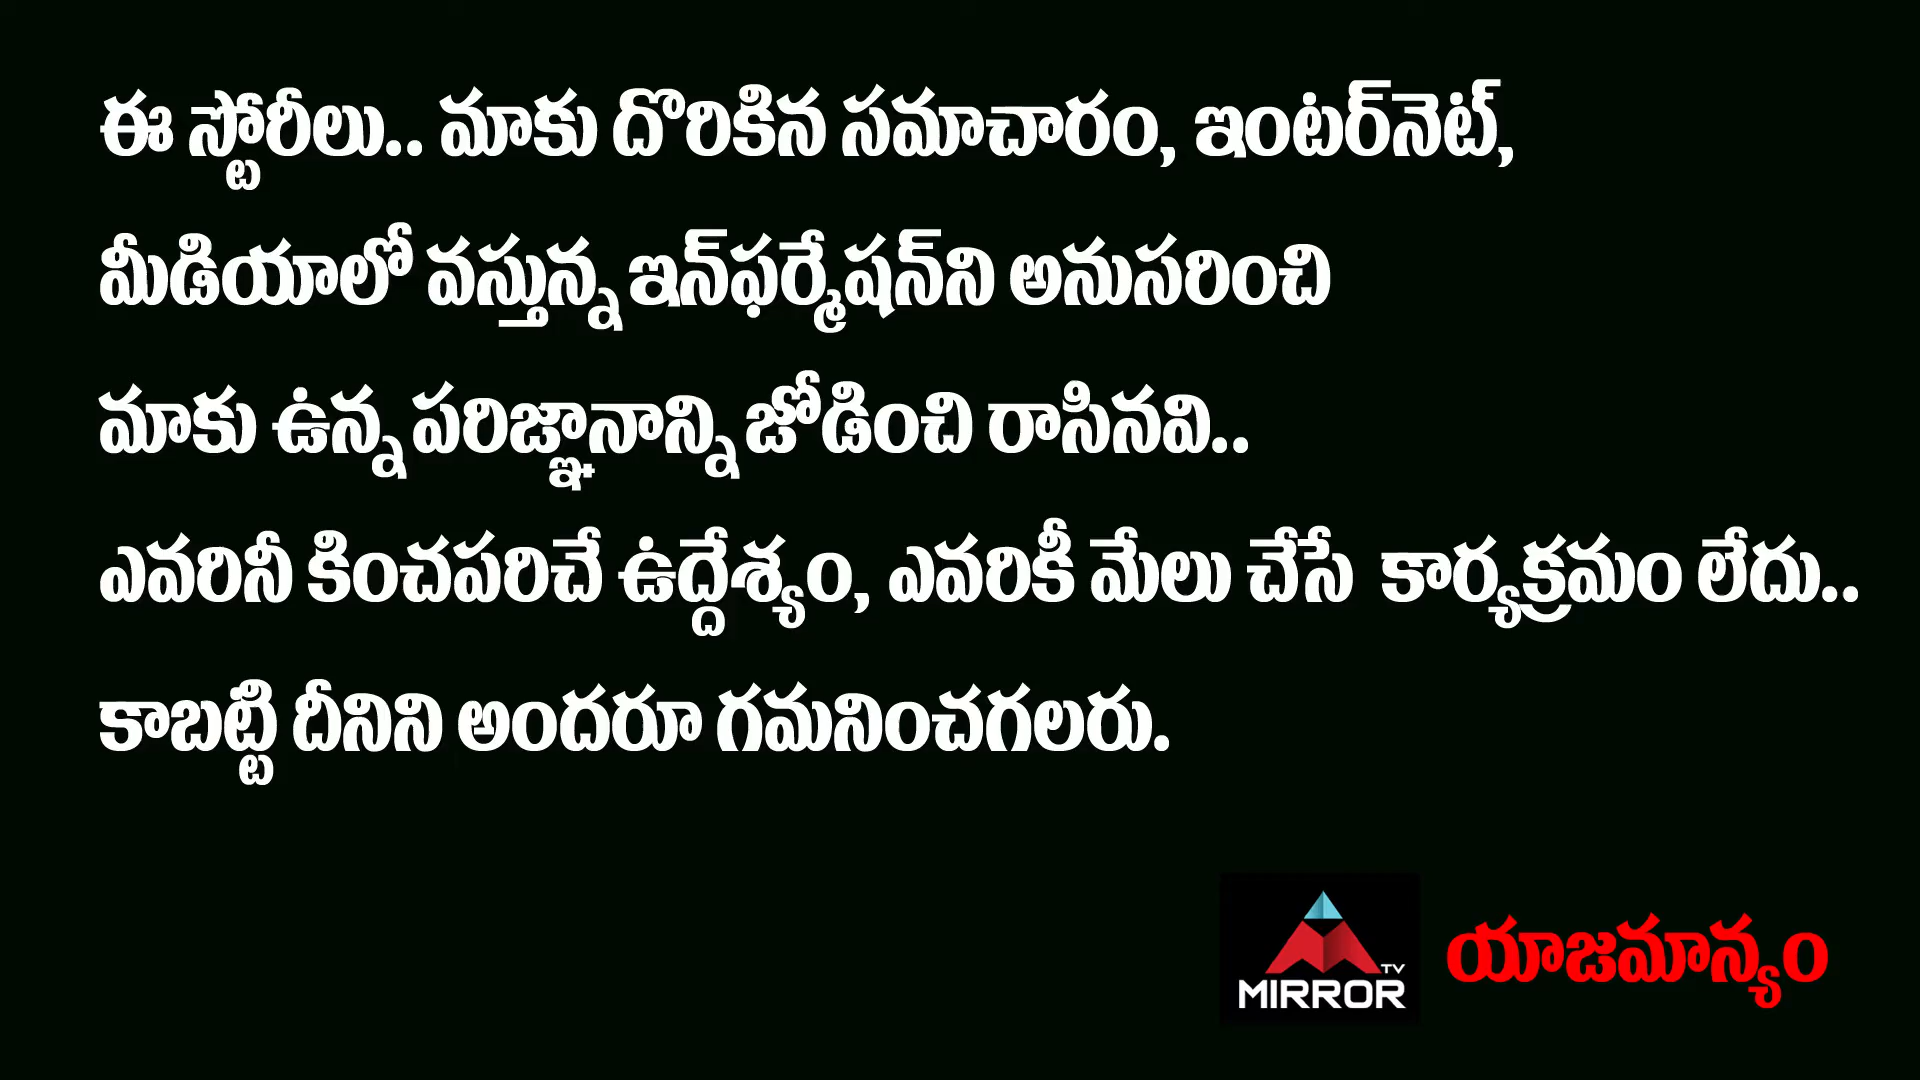 ఈ స్టోరీలు.. మాకు దొరికిన సమాచారం, ఇంటర్‌నెట్,
మీడియాలో వస్తున్న ఇన్‌ఫర్మేషన్‌ని అనుసరించి
మాకు ఉన్న పరిజ్ఞానాన్ని జోడించి రాసినవి..
ఎవరినీ కించపరిచే ఉద్దేశ్యం, ఎవరికీ మేలు చేసే కార్యక్రమం లేదు..
కాబట్టి దీనిని అందరూ గమనించగలరు.
MIRROR TV యాజమాన్యం